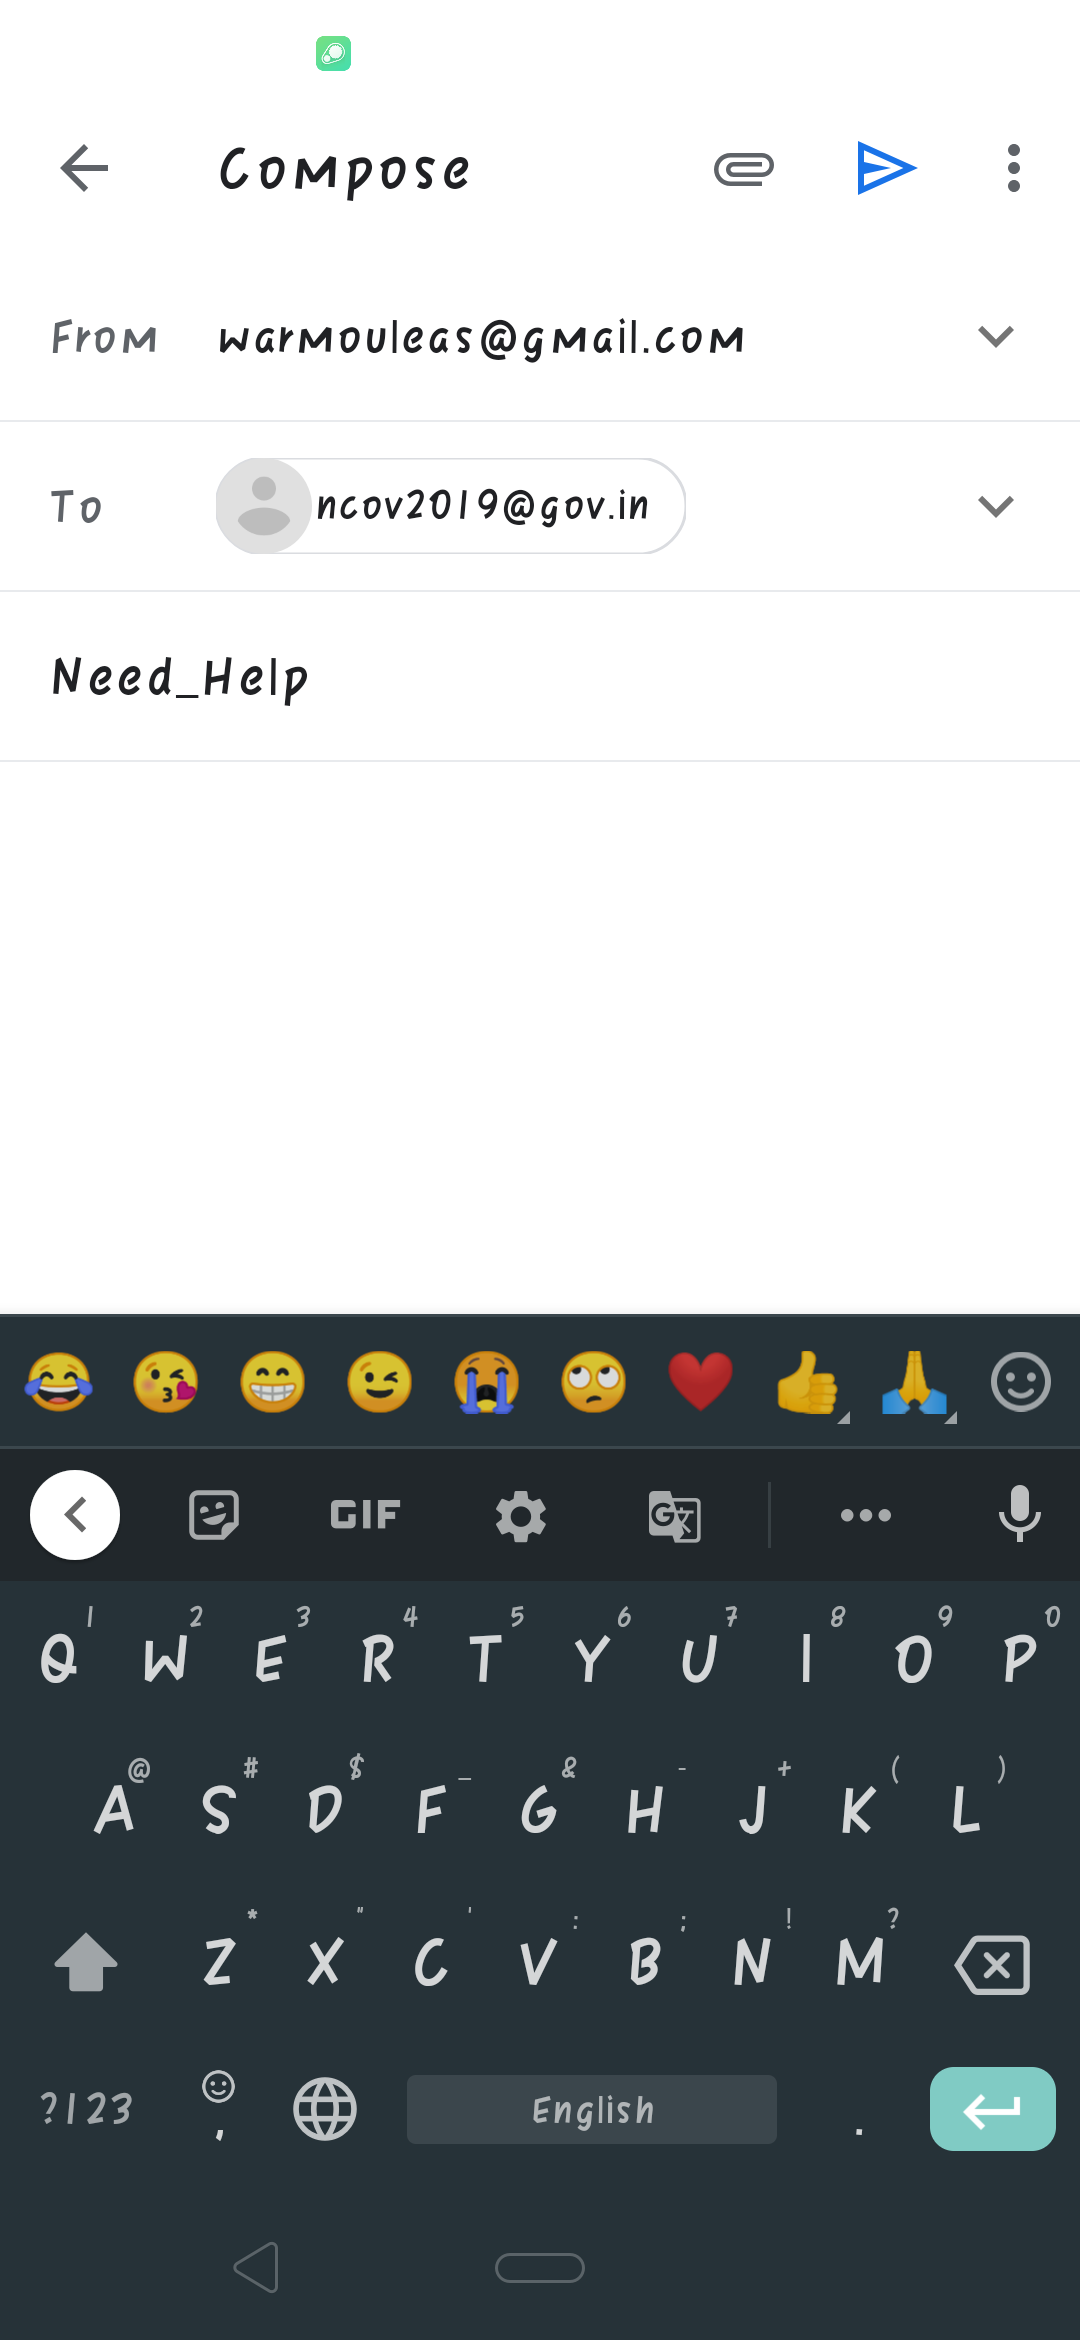 Compose
From warmouleas@gmail.com
To ncov2019@gov.in
Need_Help
GIF
1 2 3 4 5 6 7 8 9 0
Q W E R T Y U I O P
@ # $ _ & - + ( )
A S D F G H J K L
* " ' : ; ! ?
Z X C V B N M
?123 , English .